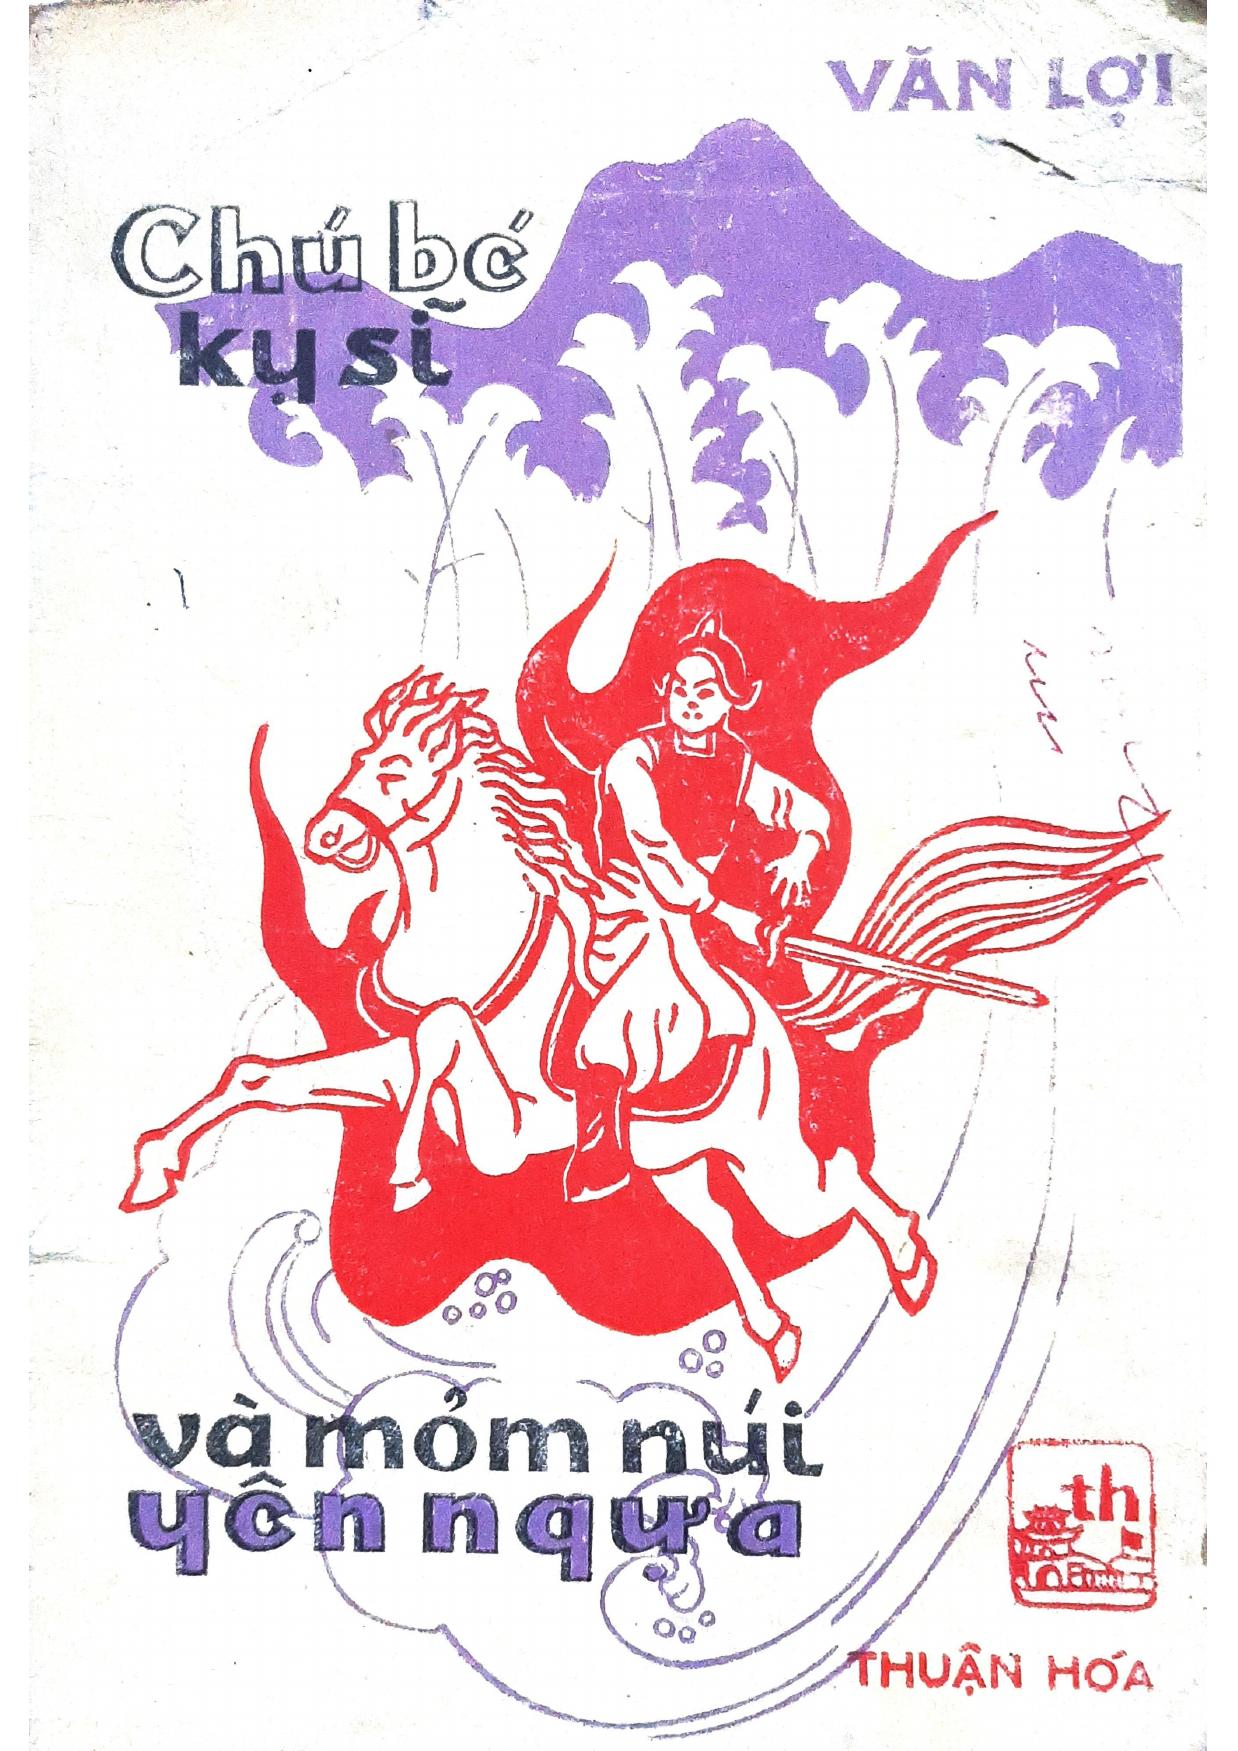 VĂN LỢI
Chú bé
kỵ sĩ
và mỏm núi
yên ngựa
th
THUẬN HÓA